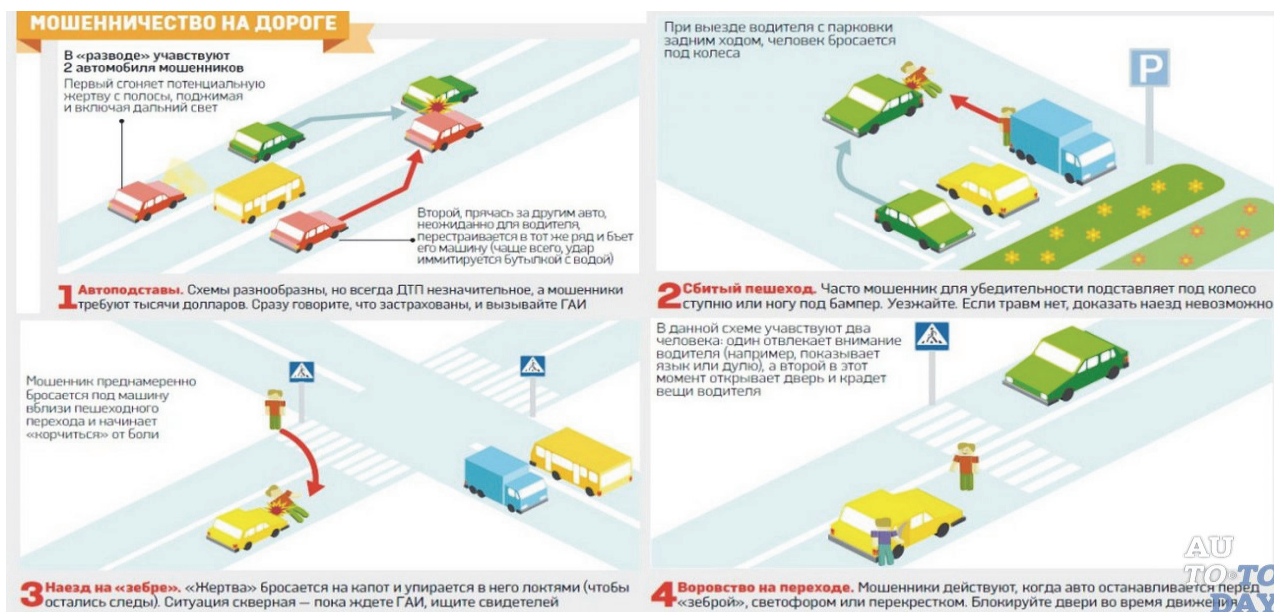 МОШЕННИЧЕСТВО НА ДОРОГЕ
В «разводе» учавствуют
2 автомобиля мошенников
Первый сгоняет потенциальную
жертву с полосы, поджимая
и включая дальний свет
Второй, прячась за другим авто,
неожиданно для водителя,
перестраивается в тот же ряд и бъет
его машину (чаще всего, удар
иммитируется бутылкой с водой)
1 Автоподставы. Схемы разнообразны, но всегда ДТП незначительное, а мошенники
требуют тысячи долларов. Сразу говорите, что застрахованы, и вызывайте ГАИ
При выезде водителя с парковки
задним ходом, человек бросается
под колеса
P
2 Сбитый пешеход. Часто мошенник для убедительности подставляет под колесо
ступню или ногу под бампер. Уезжайте. Если травм нет, доказать наезд невозможно
Мошенник преднамеренно
бросается под машину
вблизи пешеходного
перехода и начинает
«корчиться» от боли
3 Наезд на «зебре». «Жертва» бросается на капот и упирается в него локтями (чтобы
остались следы). Ситуация скверная — пока ждете ГАИ, ищите свидетелей
В данной схеме учавствуют два
человека: один отвлекает внимание
водителя (например, показывает
язык или дулю), а второй в этот
момент открывает дверь и крадет
вещи водителя
4 Воровство на переходе. Мошенники действуют, когда авто останавливается перед
«зеброй», светофором или перекрестком. Блокируйте двери во время движения
AU
TO TO
DAY